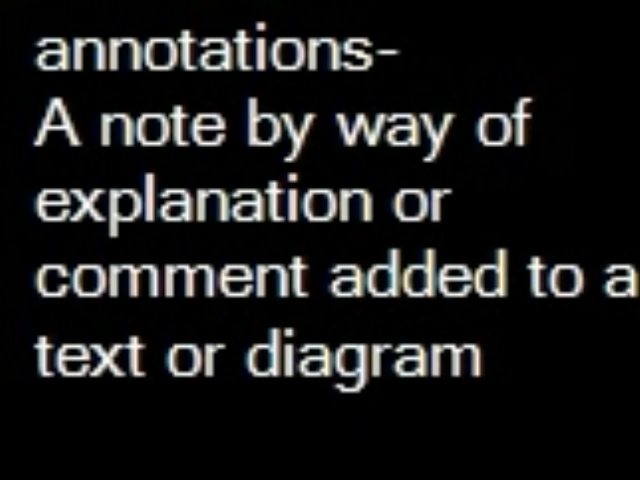 annotations-
A note by way of
explanation or
comment added to a
text or diagram